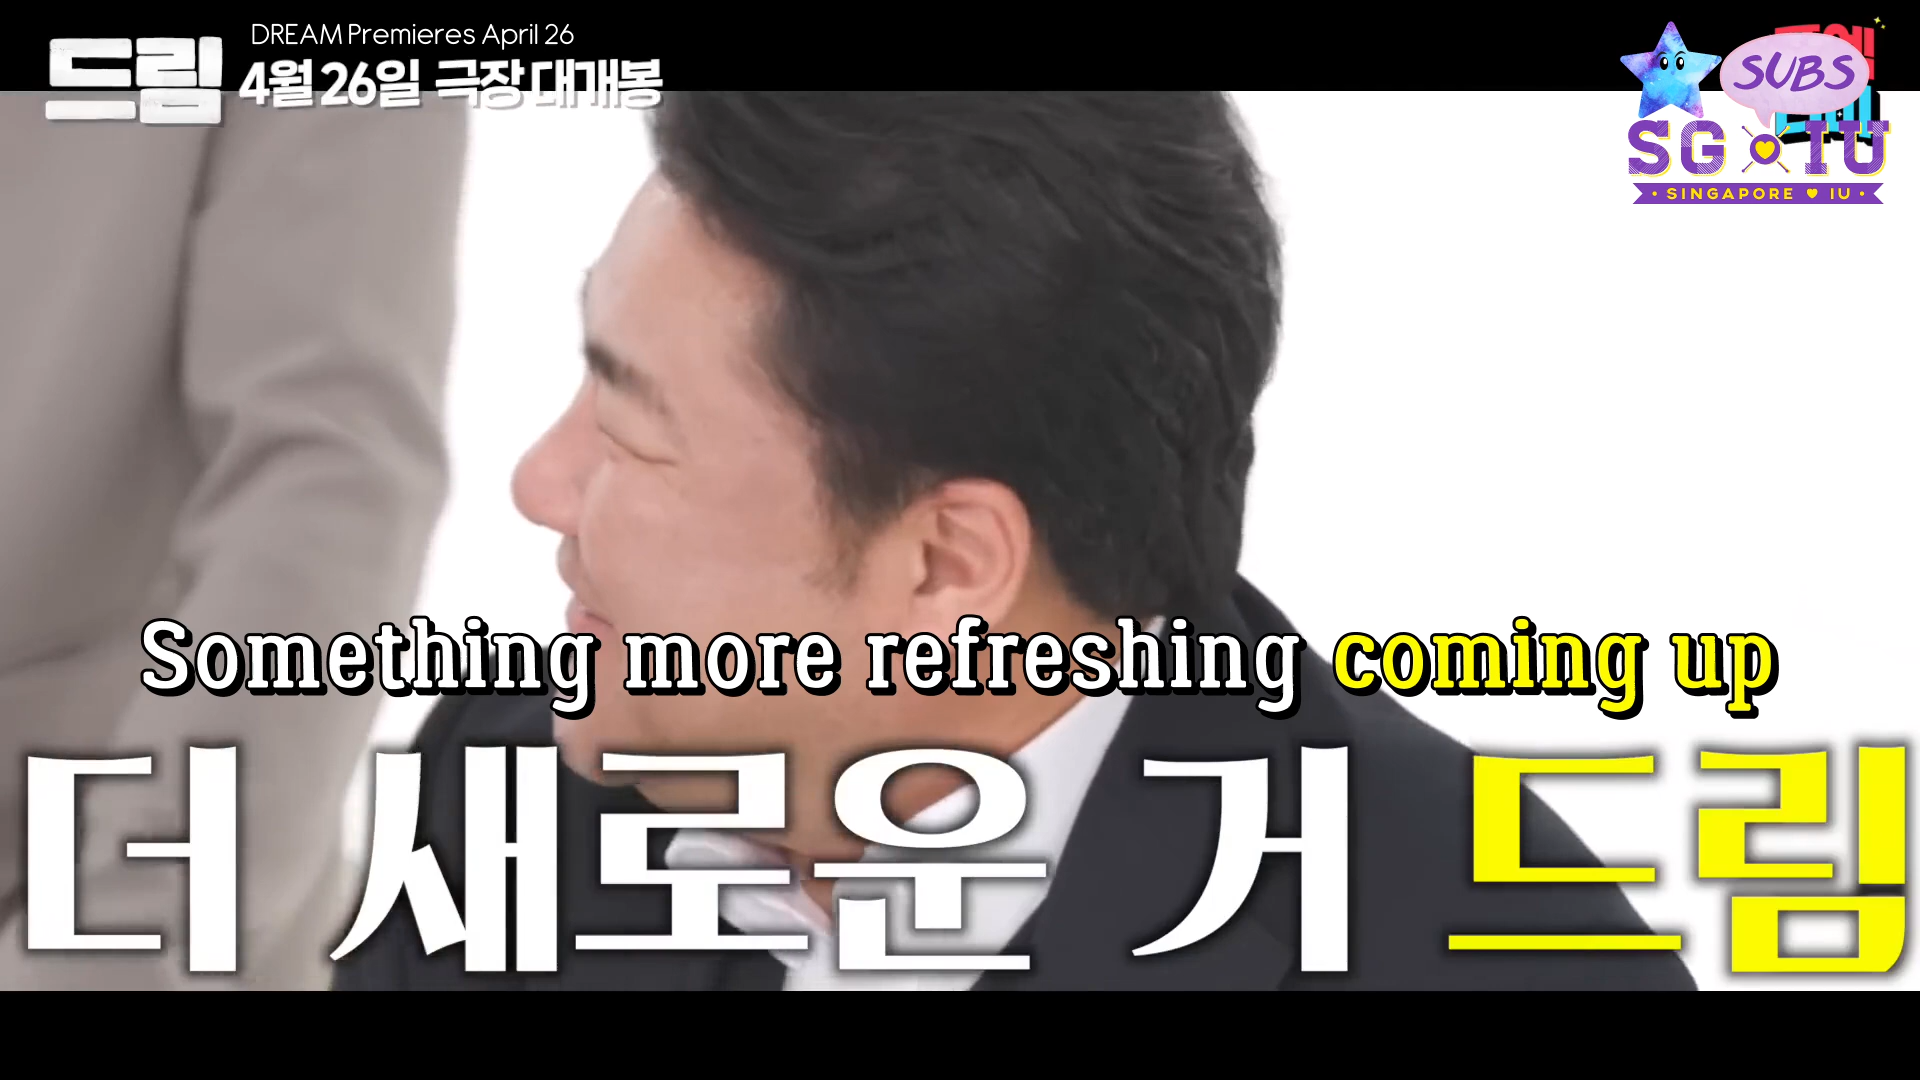 드림
DREAM Premieres April 26
4월 26일 극장 대개봉
SUBS
SG IU
SINGAPORE IU
Something more refreshing coming up
더 새로운 거 드림